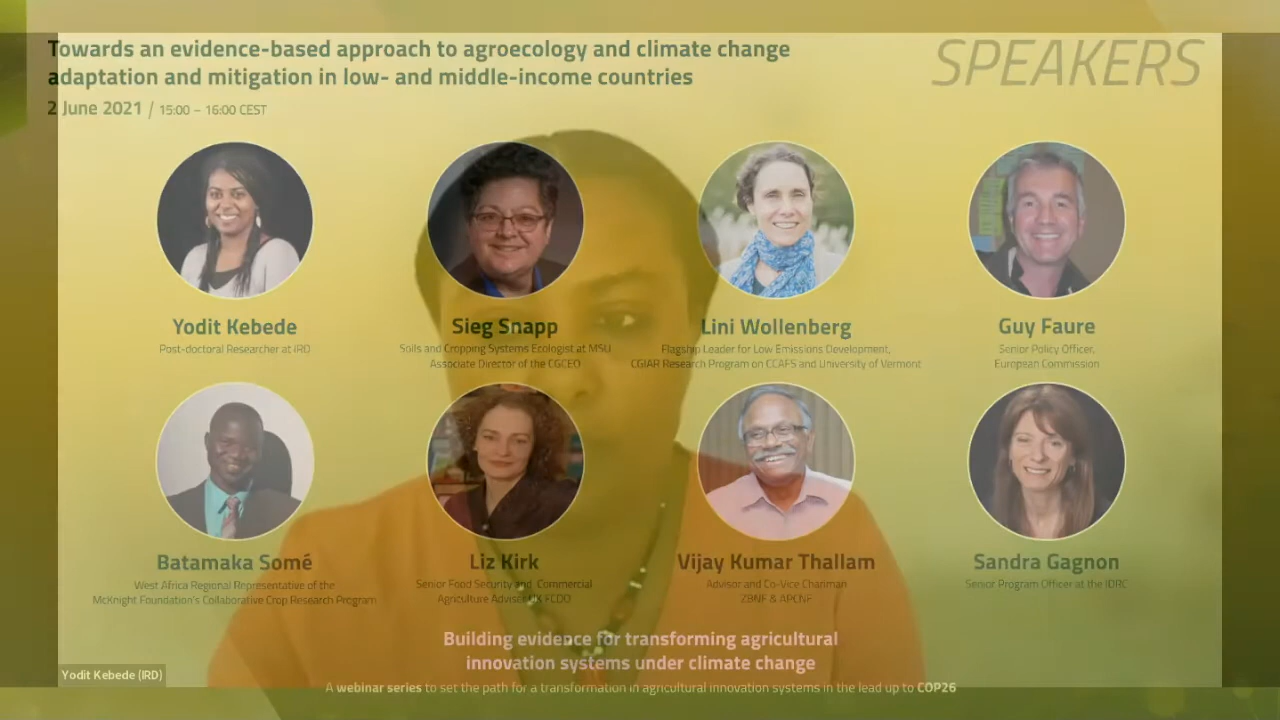 Towards an evidence-based approach to agroecology and climate change
adaptation and mitigation in low- and middle-income countries
2 June 2021 / 15:00 – 16:00 CEST
SPEAKERS
Yodit Kebede
Post-doctoral Researcher at IRD
Sieg Snapp
Soils and Cropping Systems Ecologist at MSU
Associate Director of the CGCEO
Lini Wollenberg
Flagship Leader for Low Emissions Development,
CGIAR Research Program on CCAFS and University of Vermont
Guy Faure
Senior Policy Officer,
European Commission
Batamaka Somé
West Africa Regional Representative of the
McKnight Foundation's Collaborative Crop Research Program
Liz Kirk
Senior Food Security and Commercial
Agriculture Advisor UK FCDO
Vijay Kumar Thallam
Advisor and Co-Vice Chairman
ZBNF & APCNF
Sandra Gagnon
Senior Program Officer at the IDRC
Building evidence for transforming agricultural
innovation systems under climate change
A webinar series to set the path for a transformation in agricultural innovation systems in the lead up to COP26
Yodit Kebede (IRD)